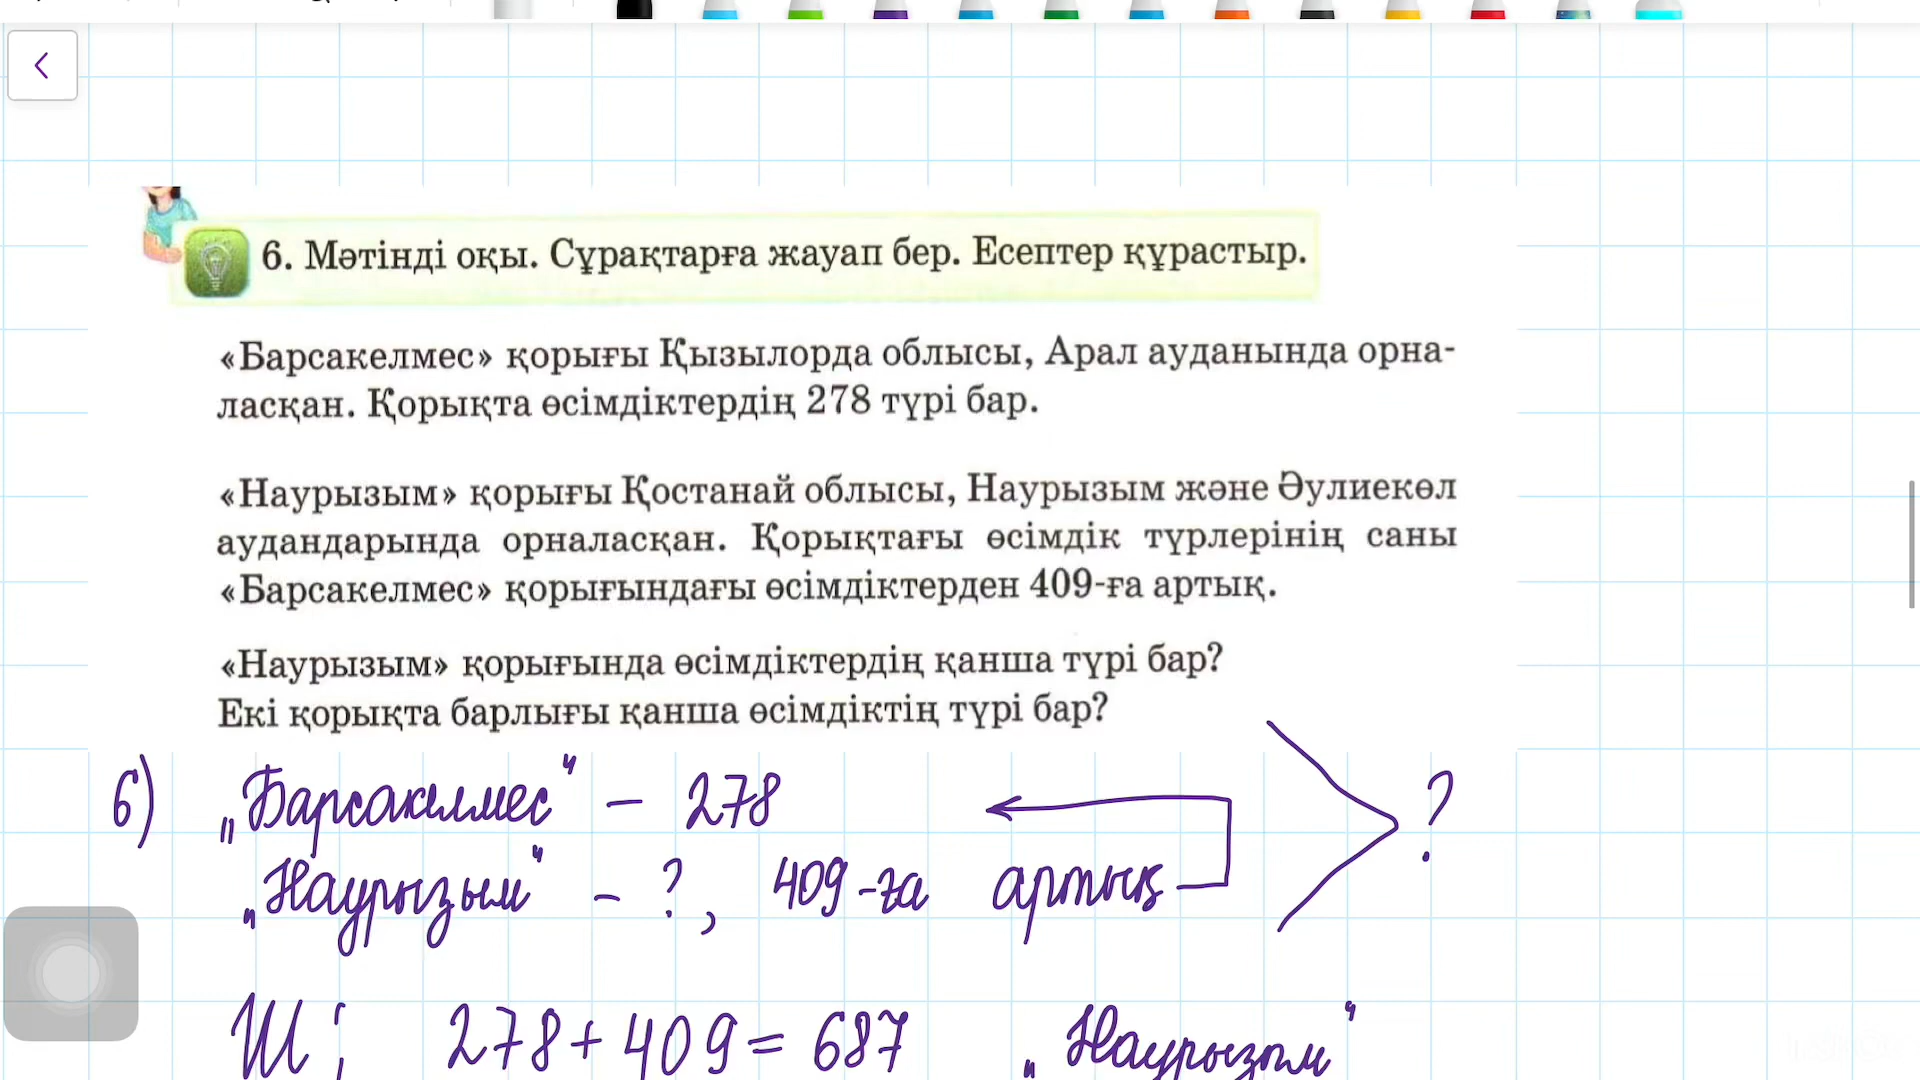 6. Мәтінді оқы. Сұрақтарға жауап бер. Есептер құрастыр.
«Барсакелмес» қорығы Қызылорда облысы, Арал ауданында орна-
ласқан. Қорықта өсімдіктердің 278 түрі бар.
«Наурызым» қорығы Қостанай облысы, Наурызым және Әулиекөл
аудандарында орналасқан. Қорықтағы өсімдік түрлерінің саны
«Барсакелмес» қорығындағы өсімдіктерден 409-ға артық.
«Наурызым» қорығында өсімдіктердің қанша түрі бар?
Екі қорықта барлығы қанша өсімдіктің түрі бар?
6) „Барсакелмес“ – 278 ?
„Наурызым“ – ?, 409-ға артық
Ш: 278+409=687 „Наурызым